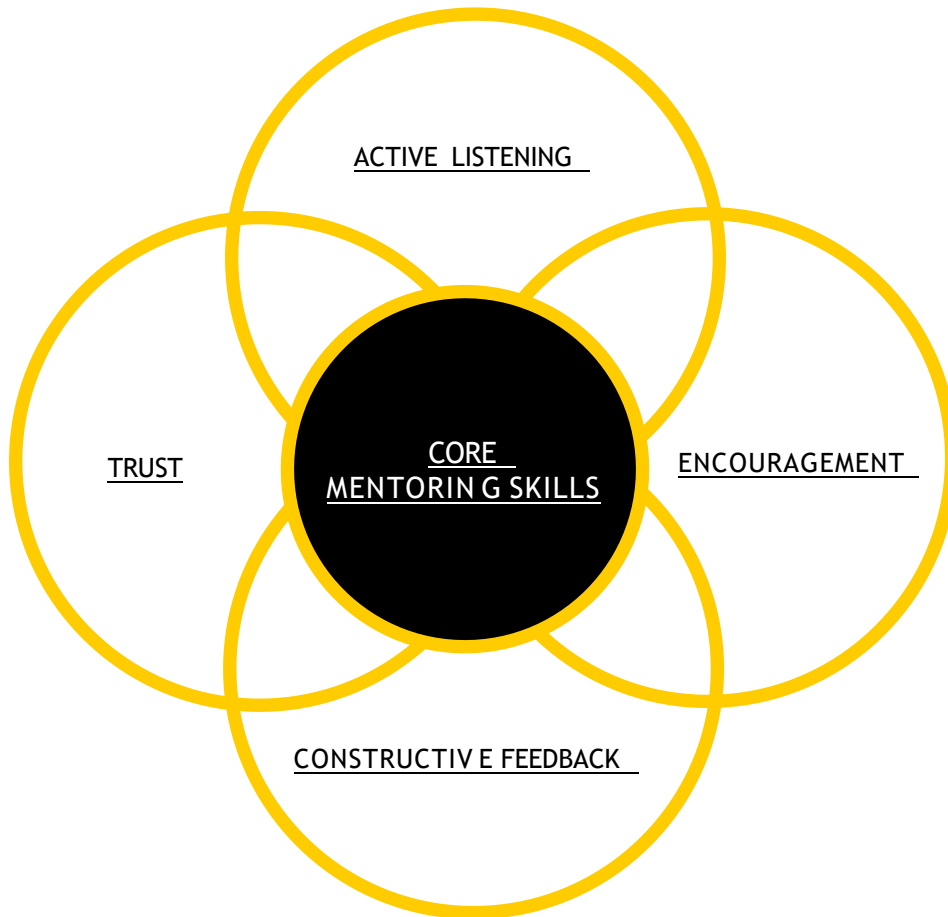 ACTIVE LISTENING
TRUST
CORE
MENTORIN G SKILLS
ENCOURAGEMENT
CONSTRUCTIV E FEEDBACK